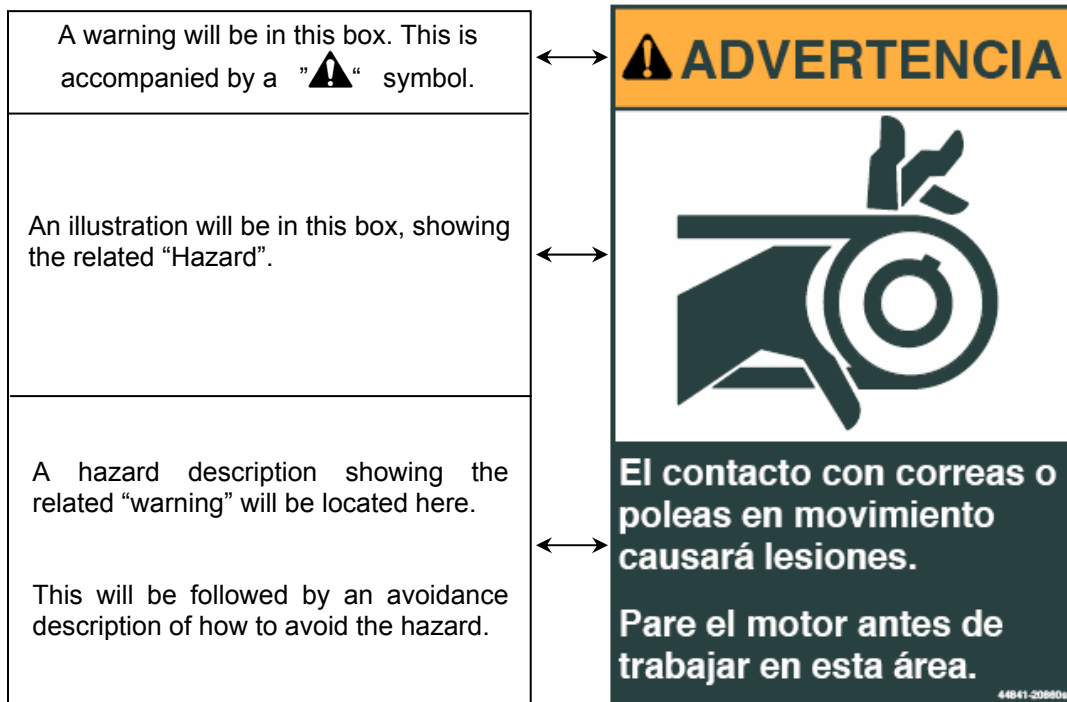 A warning will be in this box. This is
accompanied by a ”⚠“ symbol.
An illustration will be in this box, showing
the related “Hazard”.
A hazard description showing the
related “warning” will be located here.
This will be followed by an avoidance
description of how to avoid the hazard.
⚠ ADVERTENCIA
El contacto con correas o
poleas en movimiento
causará lesiones.
Pare el motor antes de
trabajar en esta área.
44841-20860s